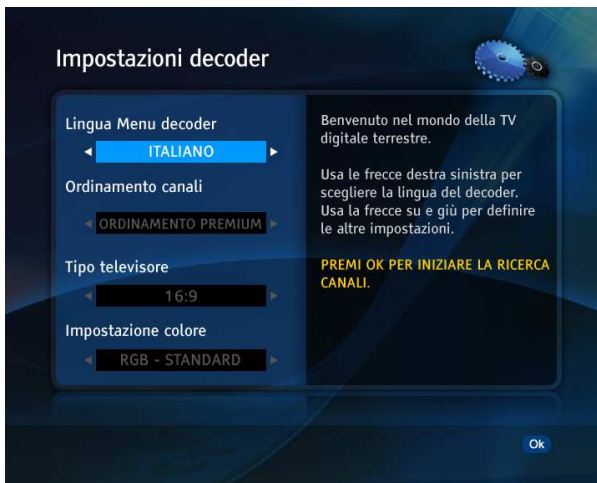 Impostazioni decoder
Lingua Menu decoder
ITALIANO
Ordinamento canali
ORDINAMENTO PREMIUM
Tipo televisore
16:9
Impostazione colore
RGB - STANDARD
Benvenuto nel mondo della TV
digitale terrestre.
Usa le frecce destra sinistra per
scegliere la lingua del decoder.
Usa la frecce su e giù per definire
le altre impostazioni.
PREMI OK PER INIZIARE LA RICERCA
CANALI.
Ok